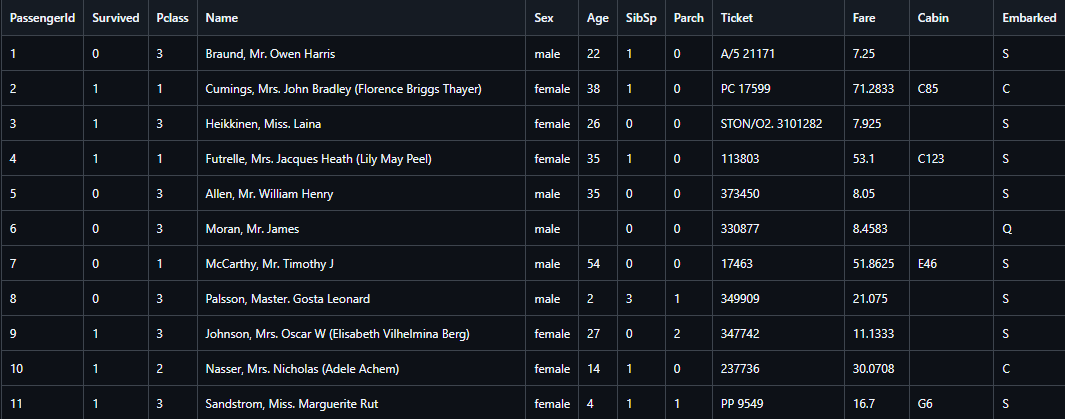 PassengerId Survived Pclass Name Sex Age SibSp Parch Ticket Fare Cabin Embarked
1 0 3 Braund, Mr. Owen Harris male 22 1 0 A/5 21171 7.25 S
2 1 1 Cumings, Mrs. John Bradley (Florence Briggs Thayer) female 38 1 0 PC 17599 71.2833 C85 C
3 1 3 Heikkinen, Miss. Laina female 26 0 0 STON/O2. 3101282 7.925 S
4 1 1 Futrelle, Mrs. Jacques Heath (Lily May Peel) female 35 1 0 113803 53.1 C123 S
5 0 3 Allen, Mr. William Henry male 35 0 0 373450 8.05 S
6 0 3 Moran, Mr. James male 0 0 330877 8.4583 Q
7 0 1 McCarthy, Mr. Timothy J male 54 0 0 17463 51.8625 E46 S
8 0 3 Palsson, Master. Gosta Leonard male 2 3 1 349909 21.075 S
9 1 3 Johnson, Mrs. Oscar W (Elisabeth Vilhelmina Berg) female 27 0 2 347742 11.1333 S
10 1 2 Nasser, Mrs. Nicholas (Adele Achem) female 14 1 0 237736 30.0708 C
11 1 3 Sandstrom, Miss. Marguerite Rut female 4 1 1 PP 9549 16.7 G6 S